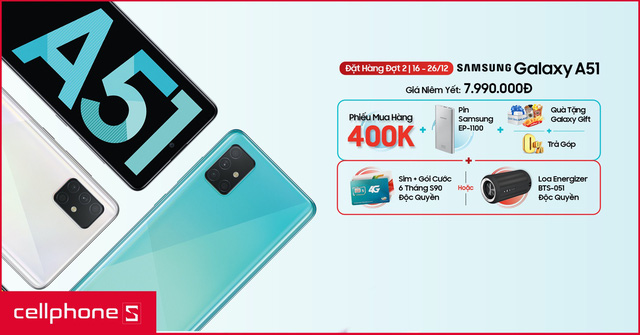 A51
Đặt Hàng Đợt 2 | 16 - 26/12
SAMSUNG Galaxy A51
Giá Niêm Yết: 7.990.000Đ
Phiếu Mua Hàng
400K
+
Pin
Samsung
EP-1100
+
Quà Tặng
Galaxy Gift
+
0%
Trả Góp
+
4G
Sim + Gói Cước
6 Tháng S90
Độc Quyền
Hoặc
Loa Energizer
BTS-051
Độc Quyền
cellphone S